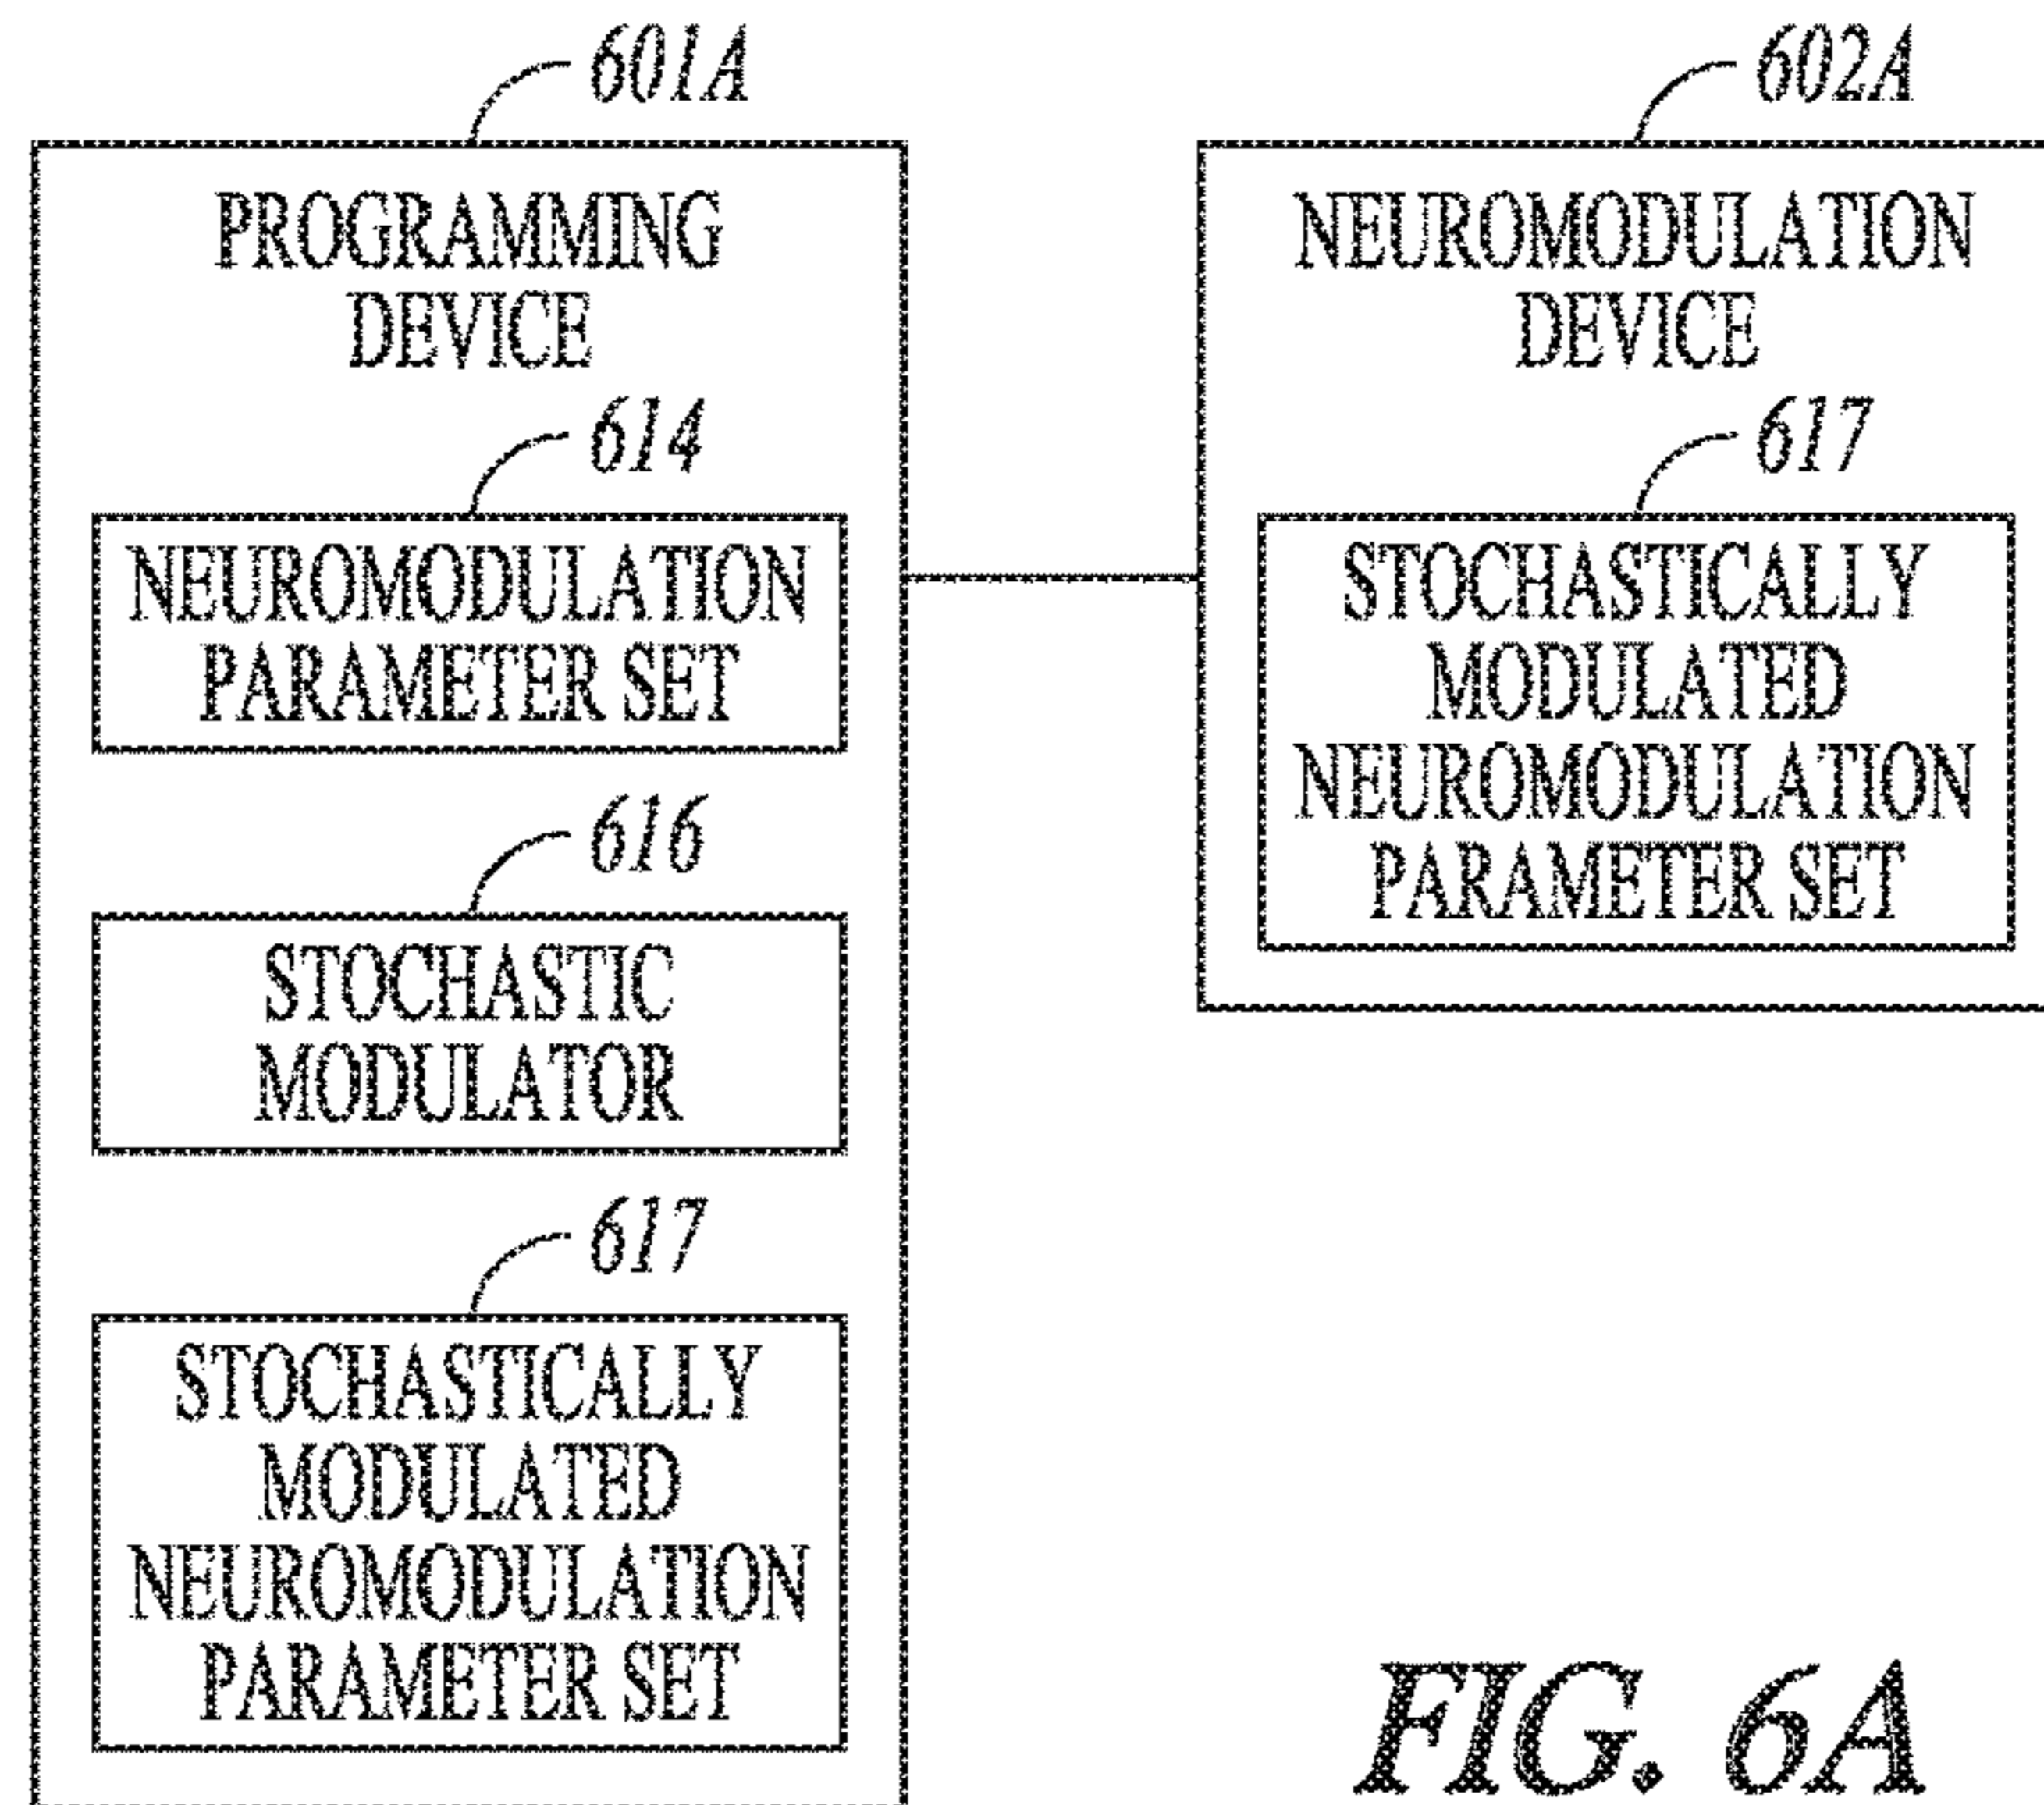 601A
PROGRAMMING
DEVICE
614
NEUROMODULATION
PARAMETER SET
616
STOCHASTIC
MODULATOR
617
STOCHASTICALLY
MODULATED
NEUROMODULATION
PARAMETER SET
602A
NEUROMODULATION
DEVICE
617
STOCHASTICALLY
MODULATED
NEUROMODULATION
PARAMETER SET
FIG. 6A